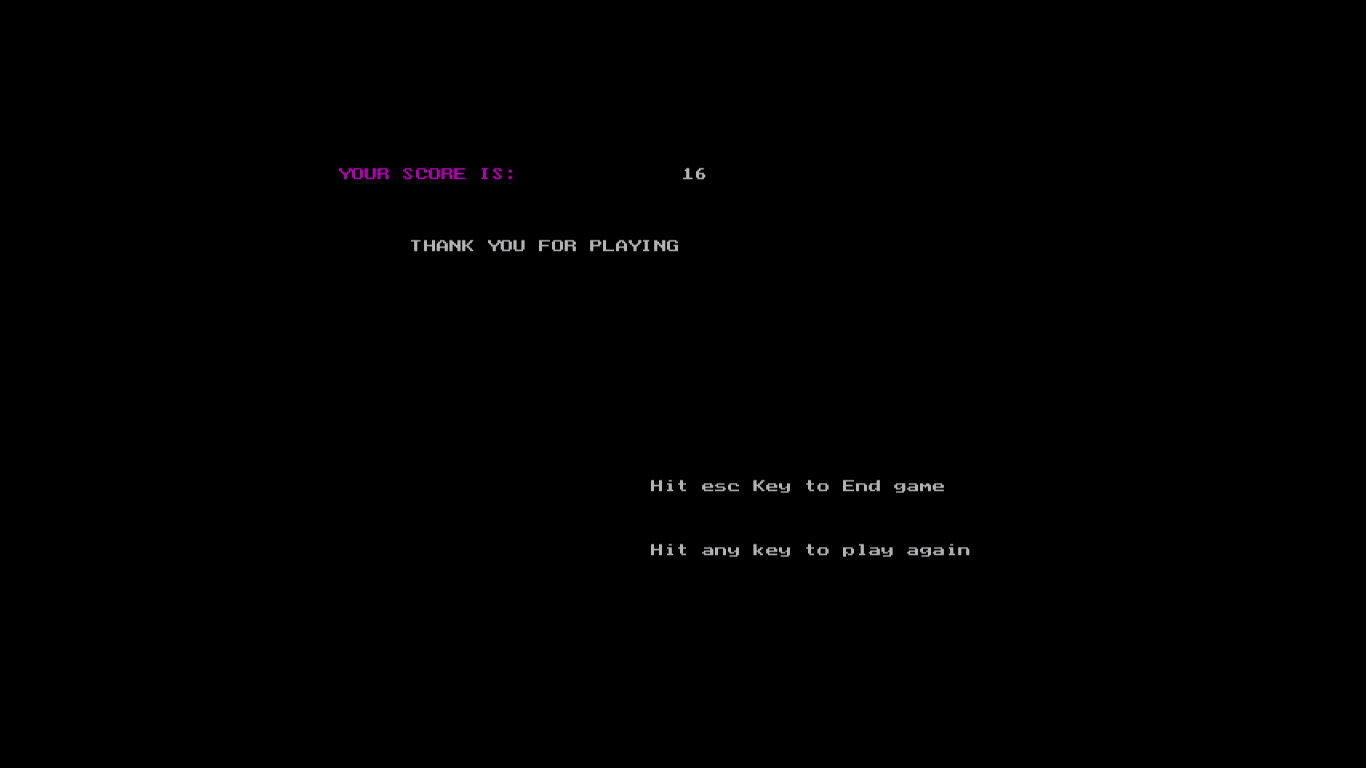 YOUR SCORE IS: 16
THANK YOU FOR PLAYING
Hit esc Key to End game
Hit any key to play again